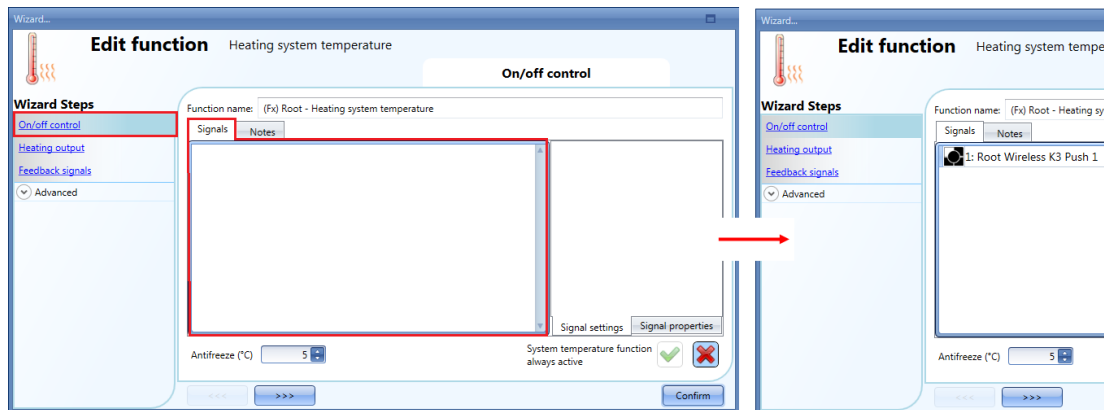 Wizard...
Edit function Heating system temperature
On/off control
Wizard Steps
On/off control
Heating output
Feedback signals
Advanced
Function name: (Fx) Root - Heating system temperature
Signals Notes
Signal settings Signal properties
Antifreeze (°C) 5
System temperature function
always active
<<< >>> Confirm
Wizard...
Edit function Heating system tempe
Wizard Steps
On/off control
Heating output
Feedback signals
Advanced
Function name: (Fx) Root - Heating sy
Signals Notes
1: Root Wireless K3 Push 1
Antifreeze (°C) 5
<<< >>>